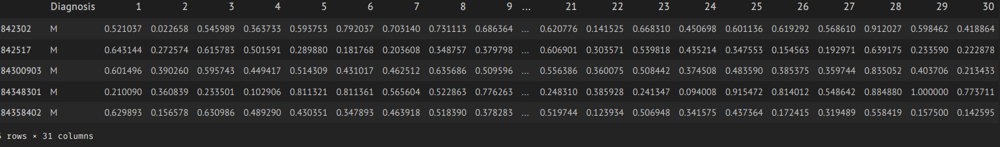 Diagnosis 1 2 3 4 5 6 7 8 9 ... 21 22 23 24 25 26 27 28 29 30
842302 M 0.521037 0.022658 0.545989 0.363733 0.593753 0.792037 0.703140 0.731113 0.686364 ... 0.620776 0.141525 0.668310 0.450698 0.601136 0.619292 0.568610 0.912027 0.598462 0.418864
842517 M 0.643144 0.272574 0.615783 0.501591 0.289880 0.181768 0.203608 0.348757 0.379798 ... 0.606901 0.303571 0.539818 0.435214 0.347553 0.154563 0.192971 0.639175 0.233590 0.222878
84300903 M 0.601496 0.390260 0.595743 0.449417 0.514309 0.431017 0.462512 0.635686 0.509596 ... 0.556386 0.360075 0.508442 0.374508 0.483590 0.385375 0.359744 0.835052 0.403706 0.213433
84348301 M 0.210090 0.360839 0.233501 0.102906 0.811321 0.811361 0.565604 0.522863 0.776263 ... 0.248310 0.385928 0.241347 0.094008 0.915472 0.814012 0.548642 0.884880 1.000000 0.773711
84358402 M 0.629893 0.156578 0.630986 0.489290 0.430351 0.347893 0.463918 0.518390 0.378283 ... 0.519744 0.123934 0.506948 0.341575 0.437364 0.172415 0.319489 0.558419 0.157500 0.142595
rows × 31 columns